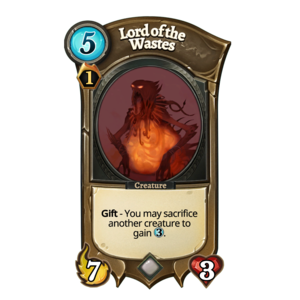 5
Lord of the
Wastes
1
Creature
Gift - You may sacrifice
another creature to
gain 3.
7
3